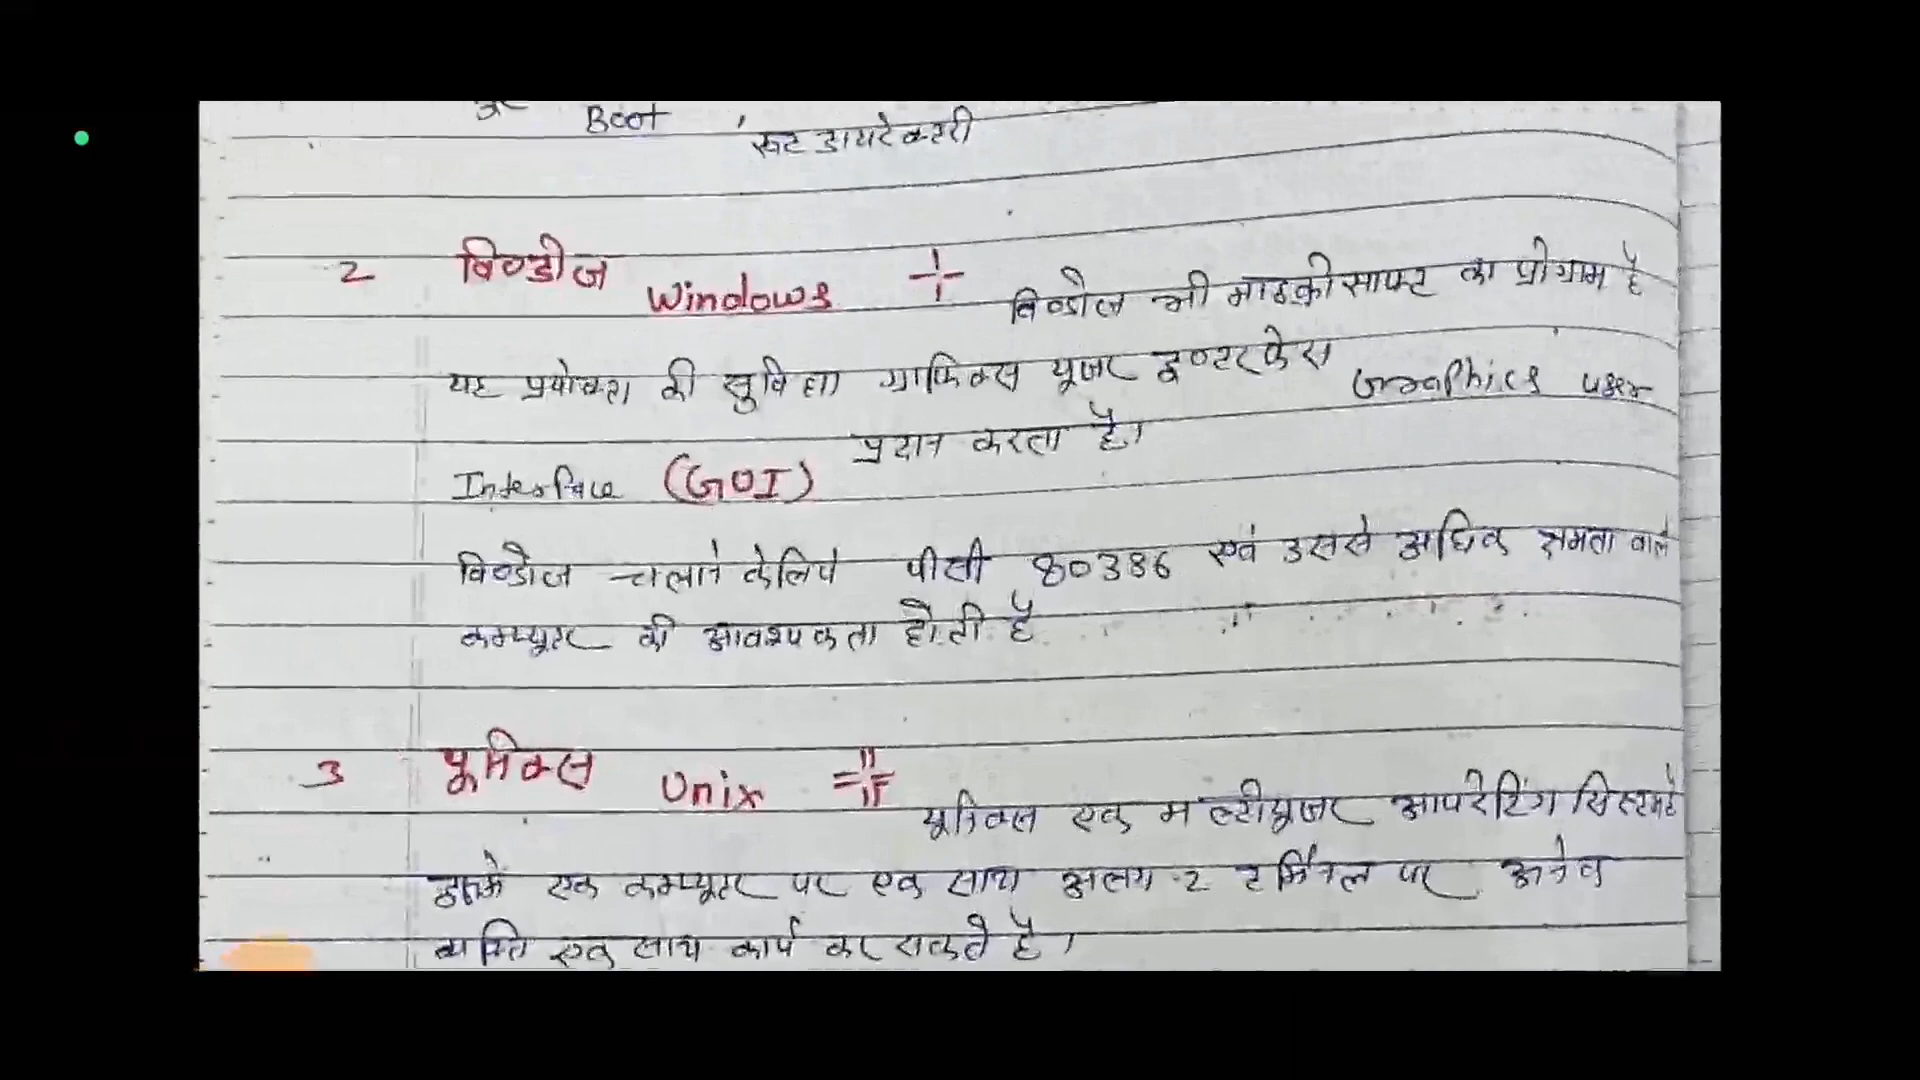 Boot रूट डायरेक्टरी
2 विण्डोज Windows विण्डोज भी माइक्रोसाफ्ट का प्रोग्राम है
यह प्रयोक्ता की सुविधा ग्राफिक्स यूजर इण्टरफेस Graphics user
Interface (GUI) प्रदान करता है।
विण्डोज चलाने के लिये पीसी 80386 एवं उससे अधिक क्षमता वाले
कम्प्यूटर की आवश्यकता होती है
3 यूनिक्स Unix यूनिक्स एक मल्टीयूजर आपरेटिंग सिस्टम है
एक कम्प्यूटर पर एक साथ अलग-2 टर्मिनल पर अनेक
व्यक्ति एक साथ कार्य कर सकते है।